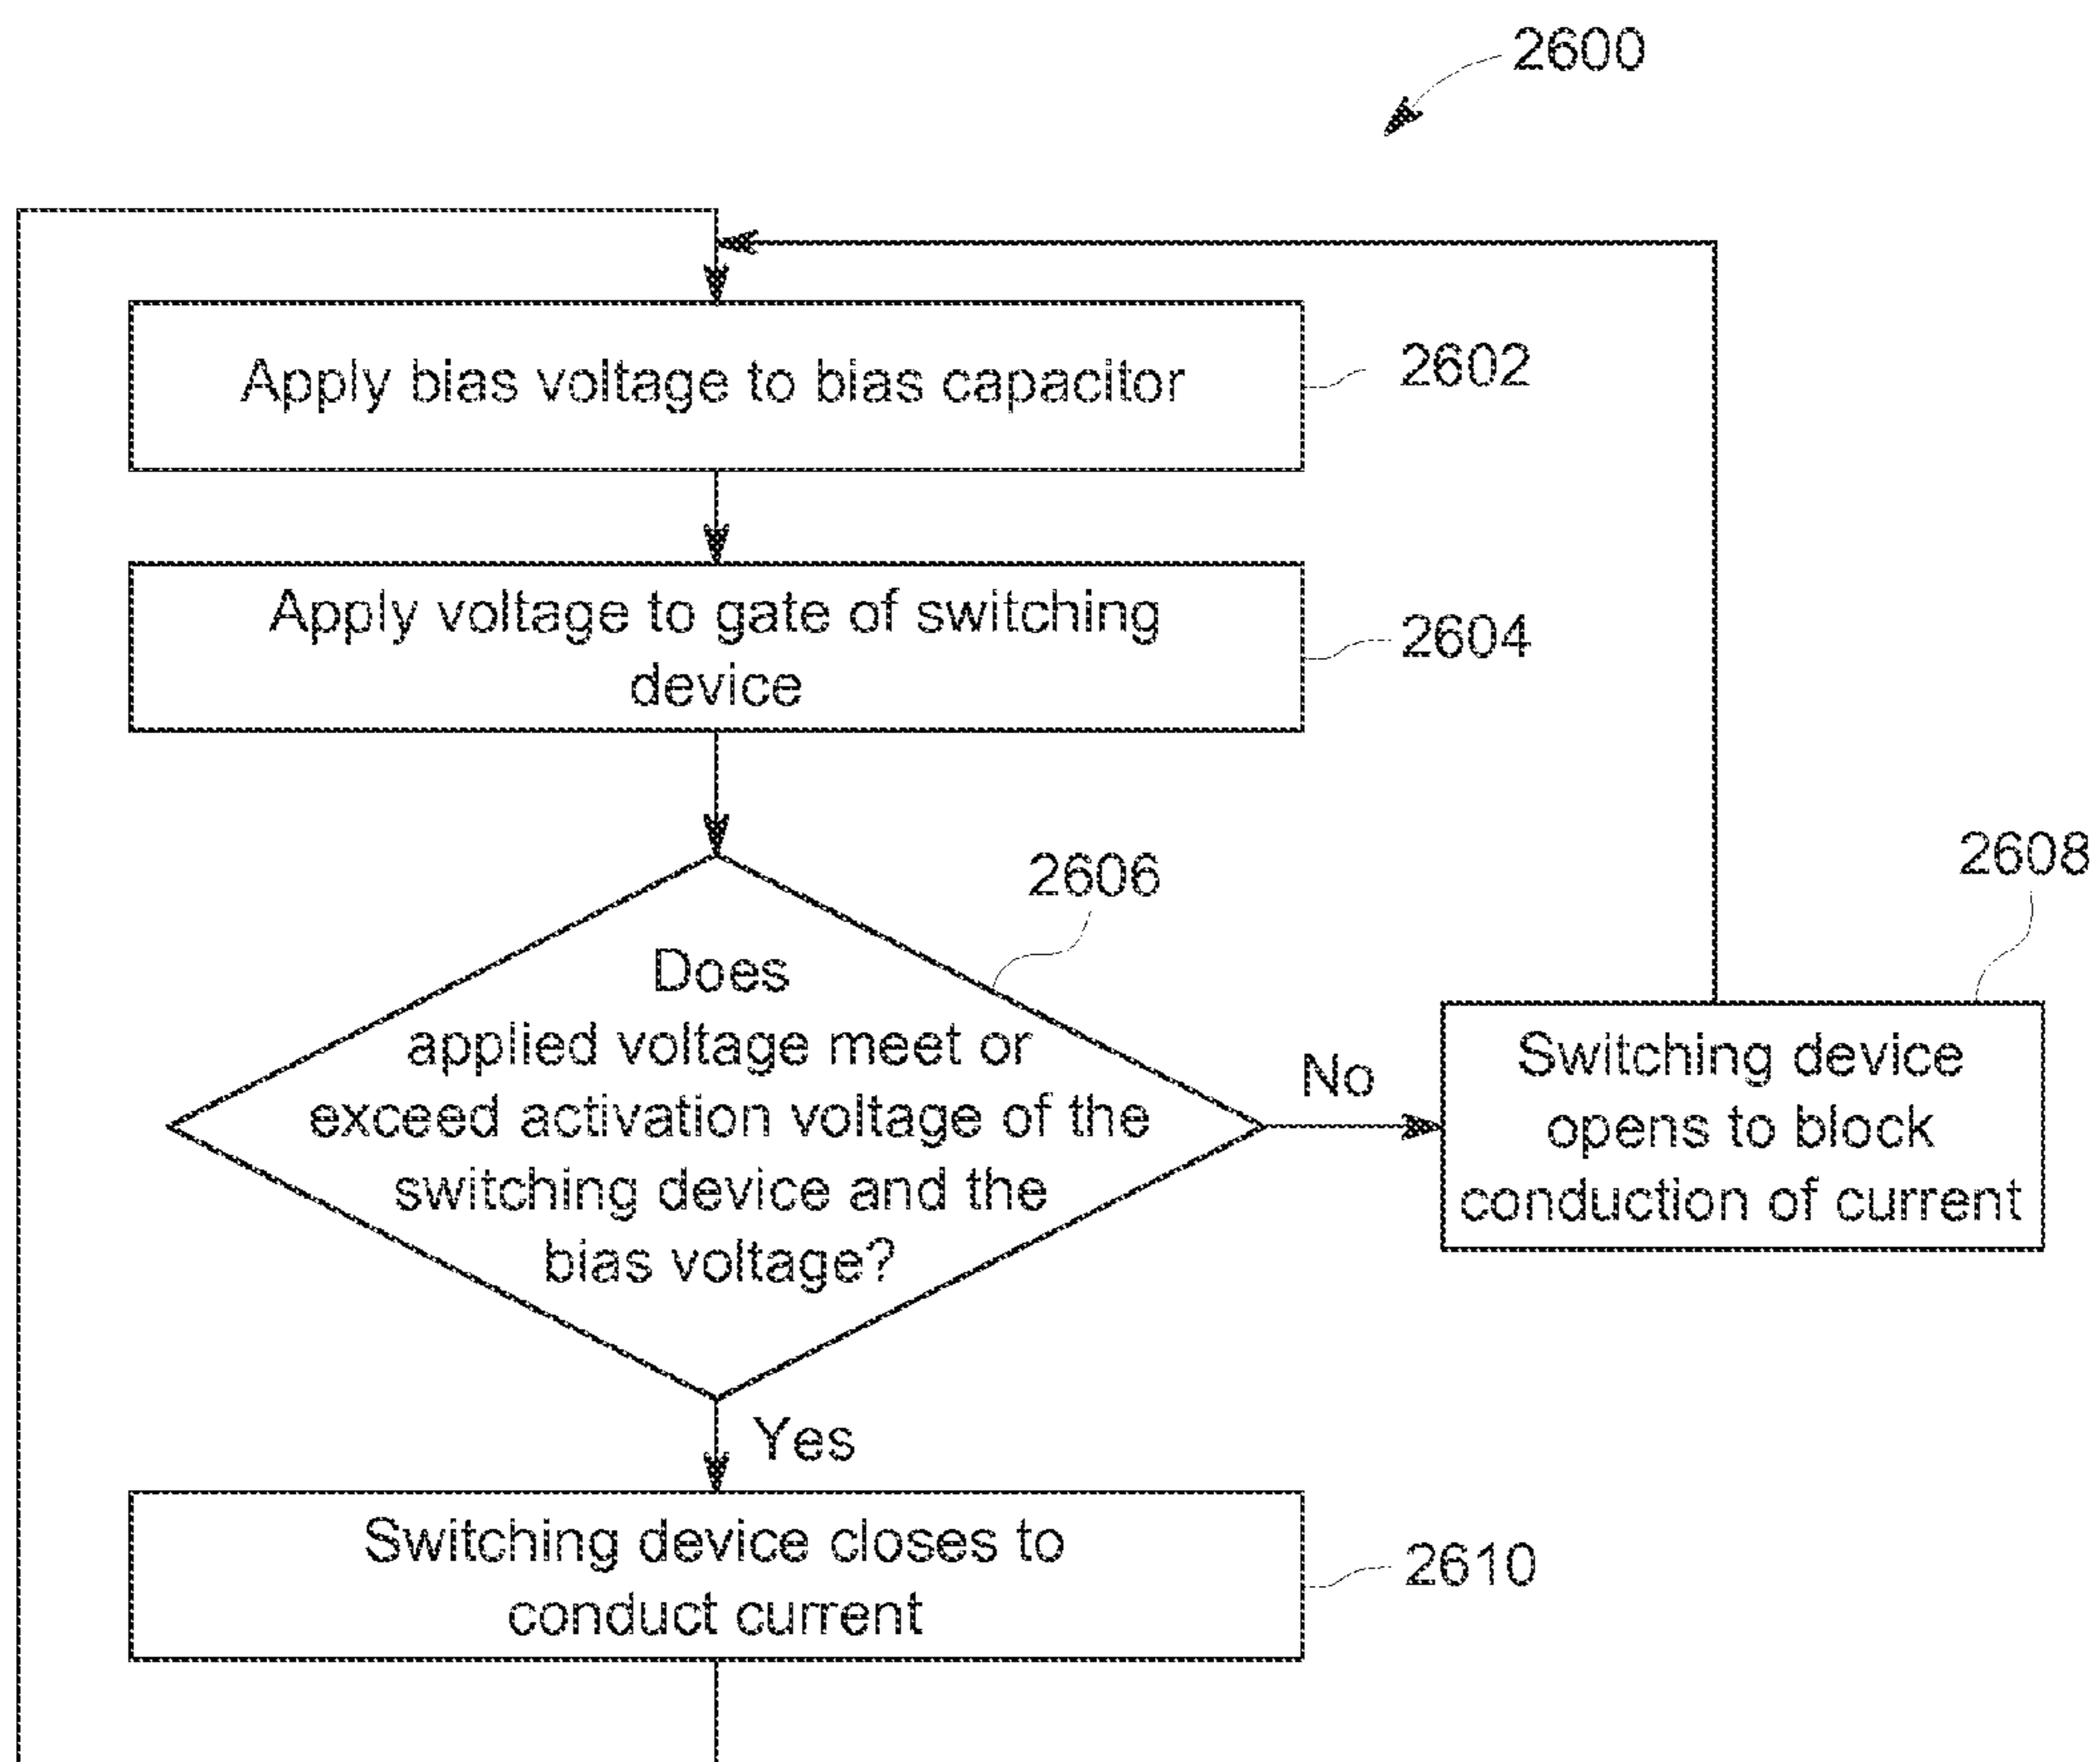 2600
Apply bias voltage to bias capacitor
2602
Apply voltage to gate of switching
device
2604
2606
Does
applied voltage meet or
exceed activation voltage of the
switching device and the
bias voltage?
No
2608
Switching device
opens to block
conduction of current
Yes
Switching device closes to
conduct current
2610